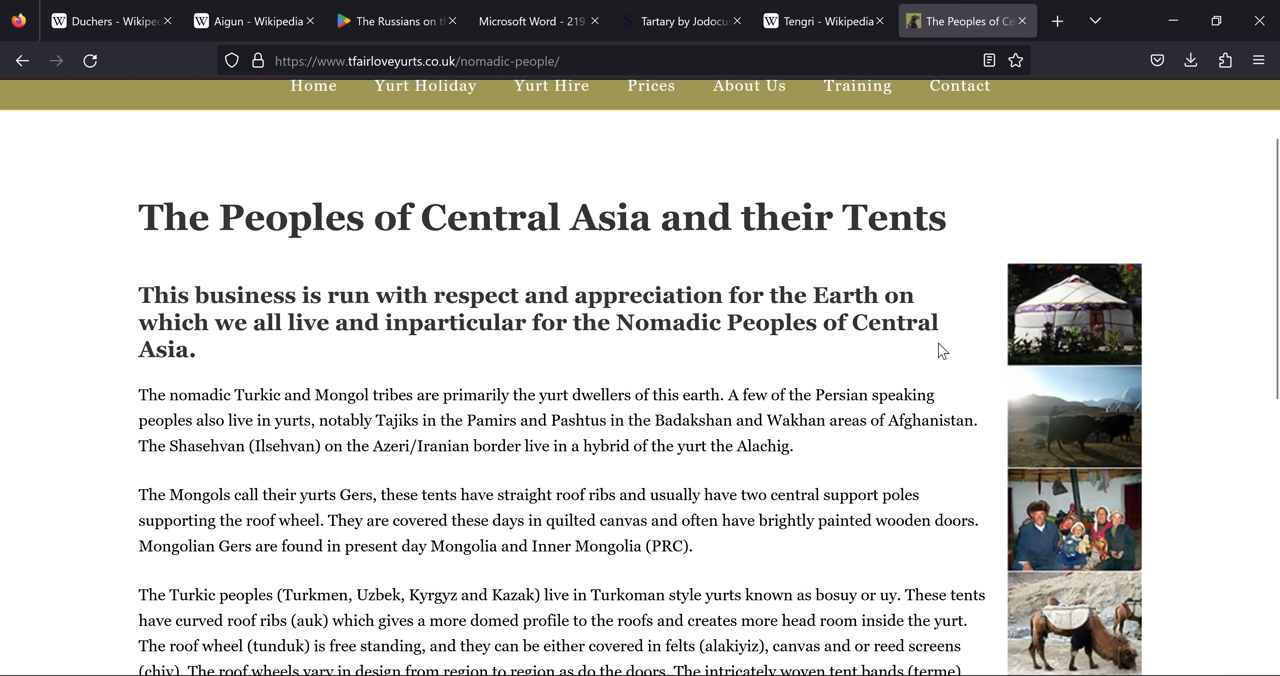 Duchers - Wikipe
Aigun - Wikipedia
The Russians on t
Microsoft Word - 219
Tartary by Jodocu
Tengri - Wikipedia
The Peoples of Ce
https://www.tfairloveyurts.co.uk/nomadic-people/
Home Yurt Holiday Yurt Hire Prices About Us Training Contact
The Peoples of Central Asia and their Tents
This business is run with respect and appreciation for the Earth on
which we all live and inparticular for the Nomadic Peoples of Central
Asia.
The nomadic Turkic and Mongol tribes are primarily the yurt dwellers of this earth. A few of the Persian speaking
peoples also live in yurts, notably Tajiks in the Pamirs and Pashtus in the Badakshan and Wakhan areas of Afghanistan.
The Shasehvan (Ilsehvan) on the Azeri/Iranian border live in a hybrid of the yurt the Alachig.
The Mongols call their yurts Gers, these tents have straight roof ribs and usually have two central support poles
supporting the roof wheel. They are covered these days in quilted canvas and often have brightly painted wooden doors.
Mongolian Gers are found in present day Mongolia and Inner Mongolia (PRC).
The Turkic peoples (Turkmen, Uzbek, Kyrgyz and Kazak) live in Turkoman style yurts known as bosuy or uy. These tents
have curved roof ribs (auk) which gives a more domed profile to the roofs and creates more head room inside the yurt.
The roof wheel (tunduk) is free standing, and they can be either covered in felts (alakiyiz), canvas and or reed screens
(chiy). The roof wheels vary in design from region to region as do the doors. The intricately woven tent bands (terme)